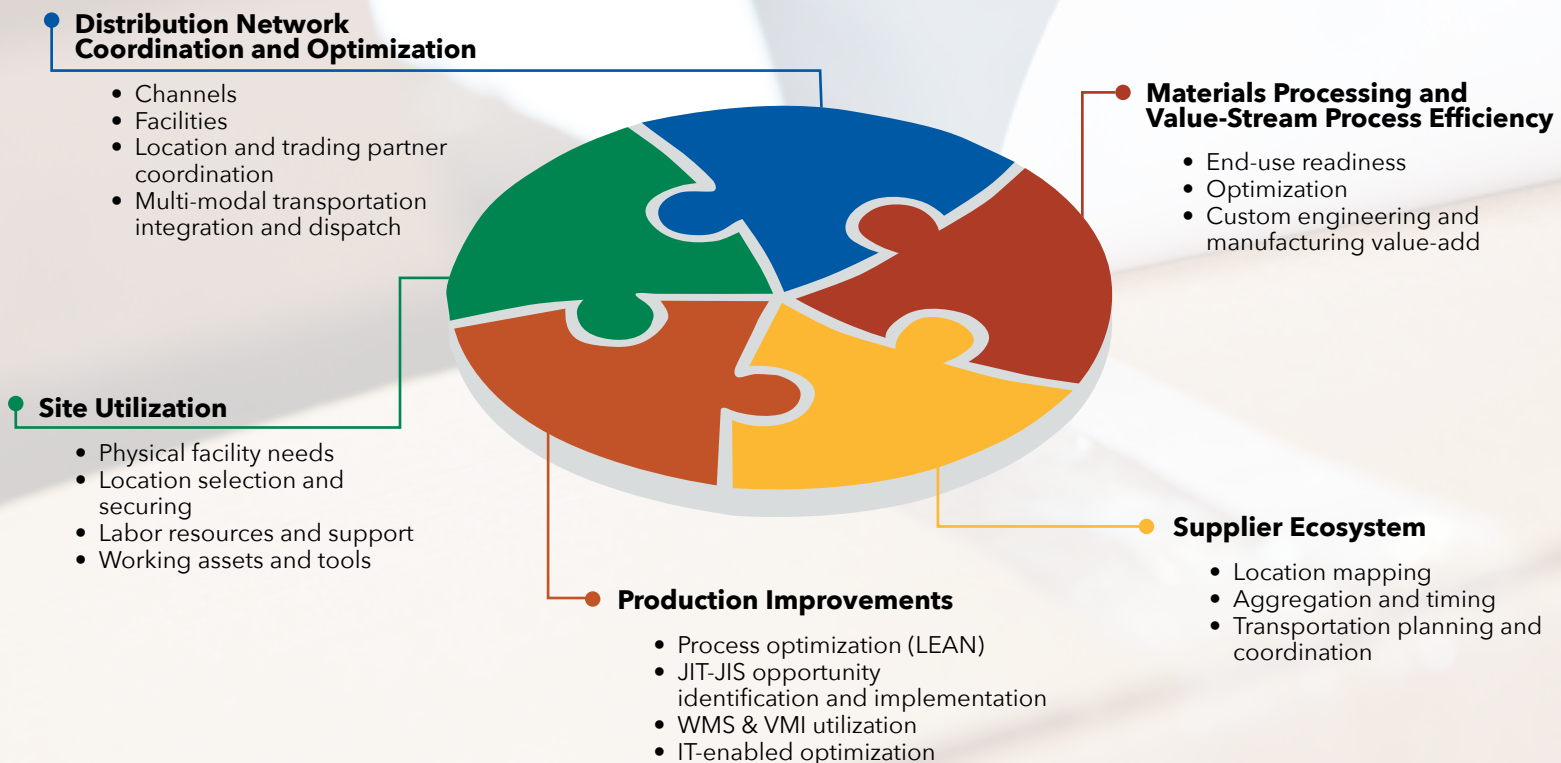 Distribution Network
Coordination and Optimization
• Channels
• Facilities
• Location and trading partner
coordination
• Multi-modal transportation
integration and dispatch
Materials Processing and
Value-Stream Process Efficiency
• End-use readiness
• Optimization
• Custom engineering and
manufacturing value-add
Site Utilization
• Physical facility needs
• Location selection and
securing
• Labor resources and support
• Working assets and tools
Supplier Ecosystem
• Location mapping
• Aggregation and timing
• Transportation planning and
coordination
Production Improvements
• Process optimization (LEAN)
• JIT-JIS opportunity
identification and implementation
• WMS & VMI utilization
• IT-enabled optimization